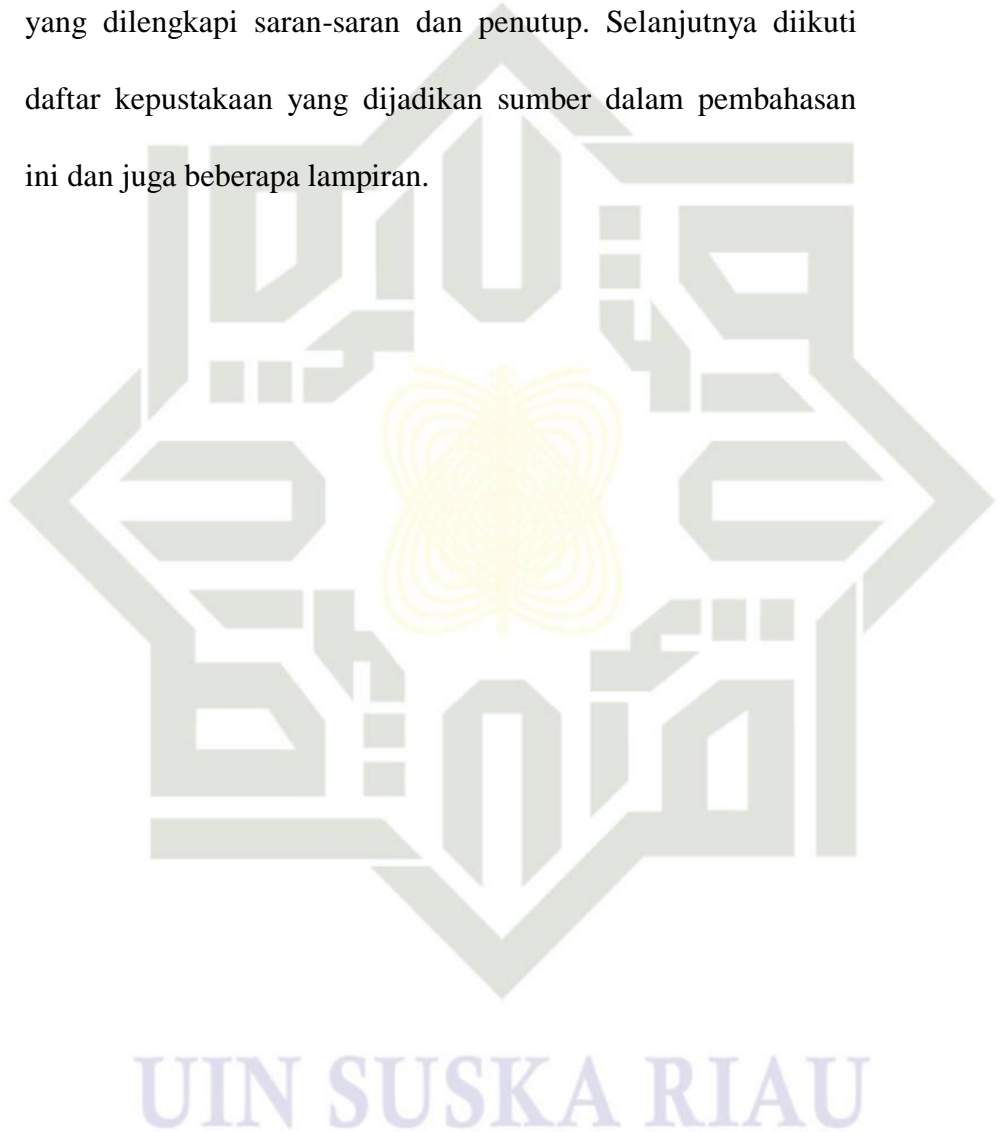 yang dilengkapi saran-saran dan penutup. Selanjutnya diikuti
daftar kepustakaan yang dijadikan sumber dalam pembahasan
ini dan juga beberapa lampiran.
UIN SUSKA RIAU